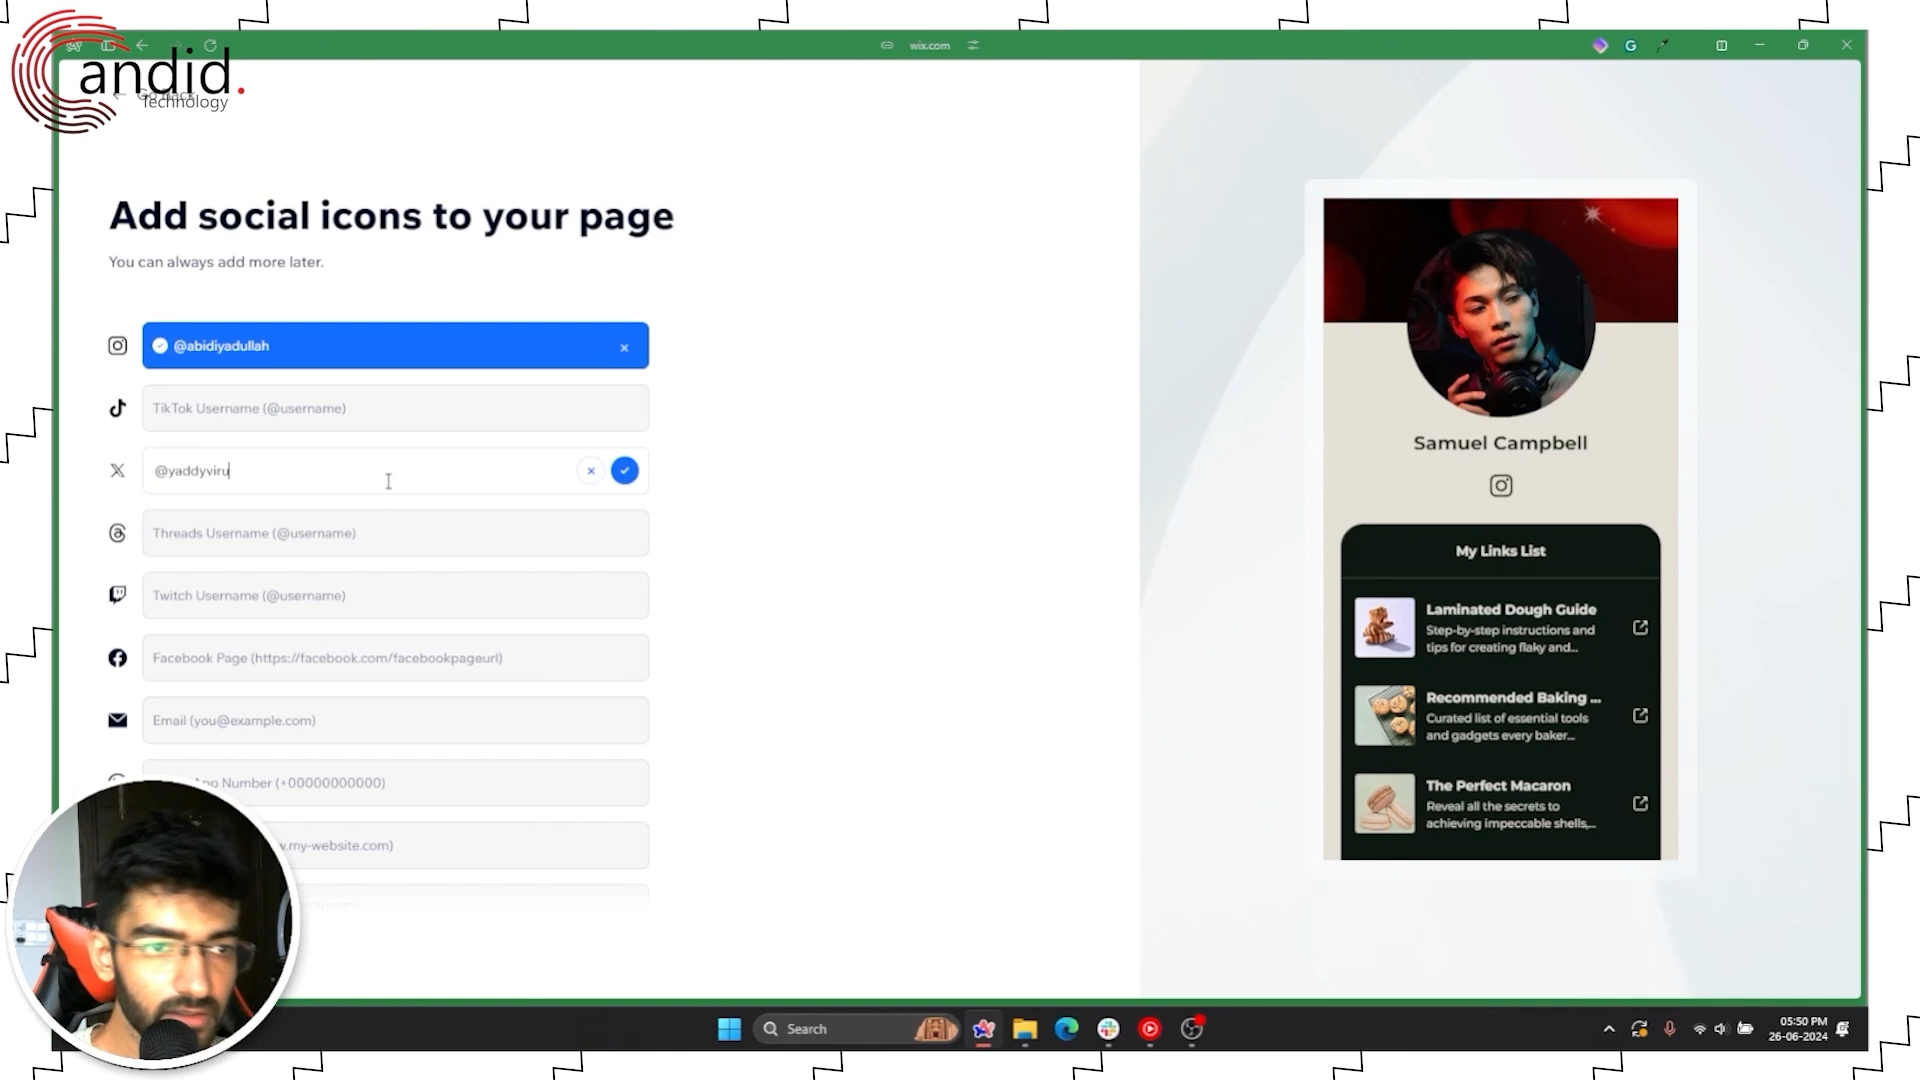 wix.com
andid.
Technology
Go Back
Add social icons to your page
You can always add more later.
@abidiyadullah
TikTok Username (@username)
@yaddyviru
Threads Username (@username)
Twitch Username (@username)
Facebook Page (https://facebook.com/facebookpageurl)
Email (you@example.com)
Number (+00000000000)
.my-website.com)
Samuel Campbell
My Links List
Laminated Dough Guide
Step-by-step instructions and
tips for creating flaky and...
Recommended Baking ...
Curated list of essential tools
and gadgets every baker...
The Perfect Macaron
Reveal all the secrets to
achieving impeccable shells,...
Search
05:50 PM
26-06-2024